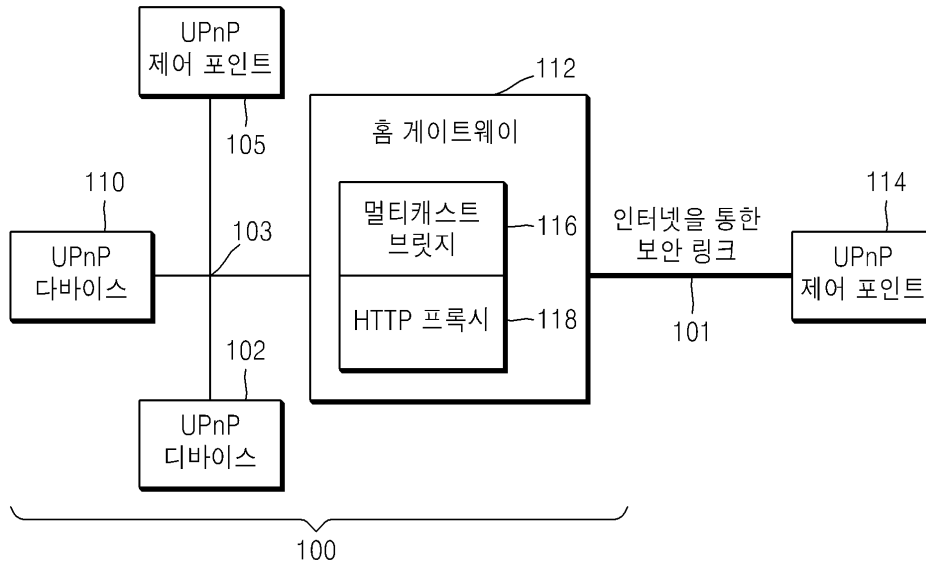 UPnP
제어 포인트
105
112
홈 게이트웨이
110
UPnP
다바이스
103
멀티캐스트
브릿지
116
HTTP 프록시
118
인터넷을 통한
보안 링크
101
114
UPnP
제어 포인트
102
UPnP
디바이스
100